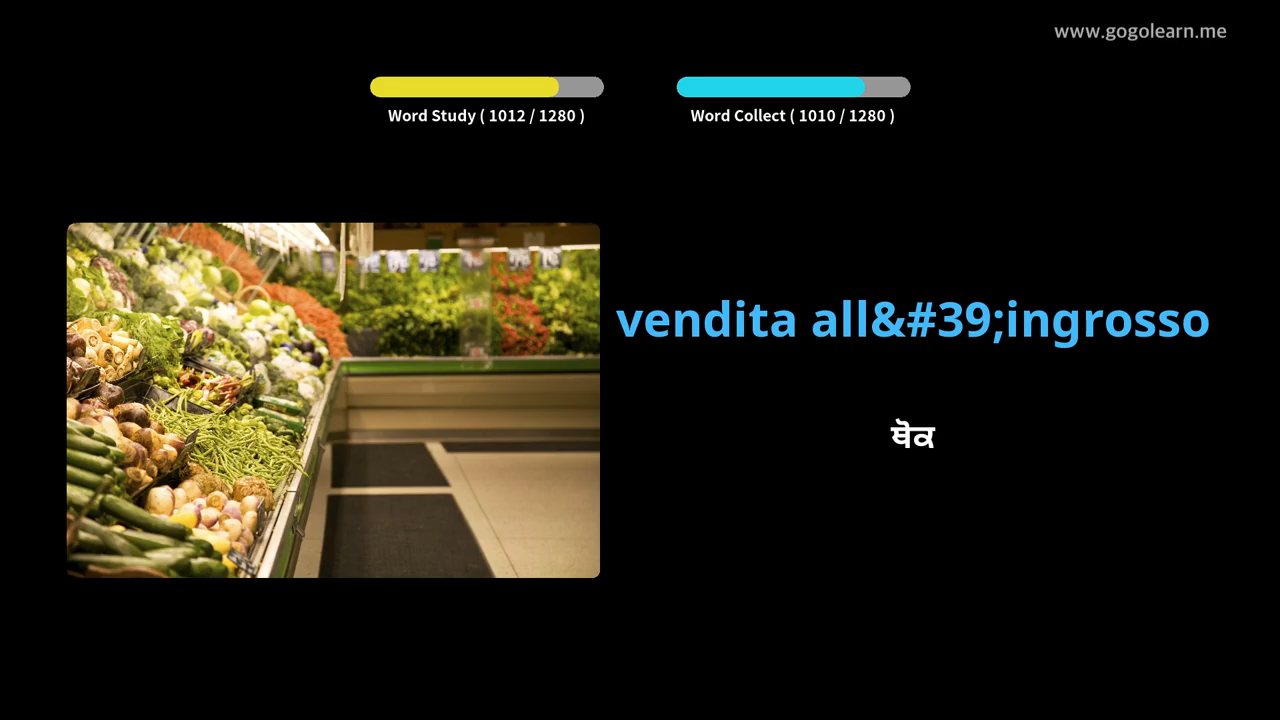 www.gogolearn.me
Word Study ( 1012 / 1280 )
Word Collect ( 1010 / 1280 )
vendita all&#39;ingrosso
ਥੋਕ